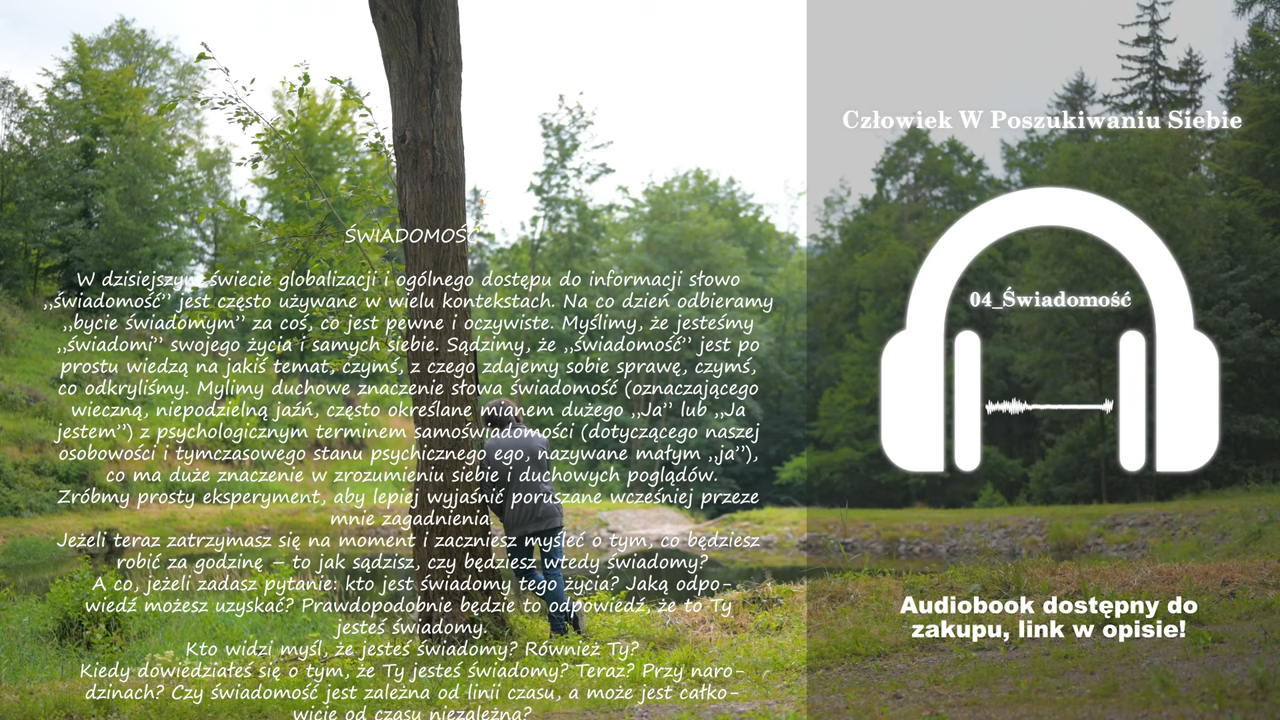 ŚWIADOMOŚĆ
W dzisiejszym świecie globalizacji i ogólnego dostępu do informacji słowo
„świadomość” jest często używane w wielu kontekstach. Na co dzień odbieramy
„bycie świadomym” za coś, co jest pewne i oczywiste. Myślimy, że jesteśmy
„świadomi” swojego życia i samych siebie. Sądzimy, że „świadomość” jest po
prostu wiedzą na jakiś temat, czymś, z czego zdajemy sobie sprawę, czymś,
co odkryliśmy. Mylimy duchowe znaczenie słowa świadomość (oznaczającego
wieczną, niepodzielną jaźń, często określane mianem dużego „Ja” lub „Ja
jestem”) z psychologicznym terminem samoświadomości (dotyczącego naszej
osobowości i tymczasowego stanu psychicznego ego, nazywane małym „ja”),
co ma duże znaczenie w zrozumieniu siebie i duchowych poglądów.
Zróbmy prosty eksperyment, aby lepiej wyjaśnić poruszane wcześniej przeze
mnie zagadnienia.
Jeżeli teraz zatrzymasz się na moment i zaczniesz myśleć o tym, co będziesz
robić za godzinę – to jak sądzisz, czy będziesz wtedy świadomy?
A co, jeżeli zadasz pytanie: kto jest świadomy tego życia? Jaką odpo-
wiedź możesz uzyskać? Prawdopodobnie będzie to odpowiedź, że to Ty
jesteś świadomy.
Kto widzi myśl, że jesteś świadomy? Również Ty?
Kiedy dowiedziałeś się o tym, że Ty jesteś świadomy? Teraz? Przy naro-
dzinach? Czy świadomość jest zależna od linii czasu, a może jest całko-
wicie od czasu niezależna?
Człowiek W Poszukiwaniu Siebie
04_Świadomość
Audiobook dostępny do
zakupu, link w opisie!